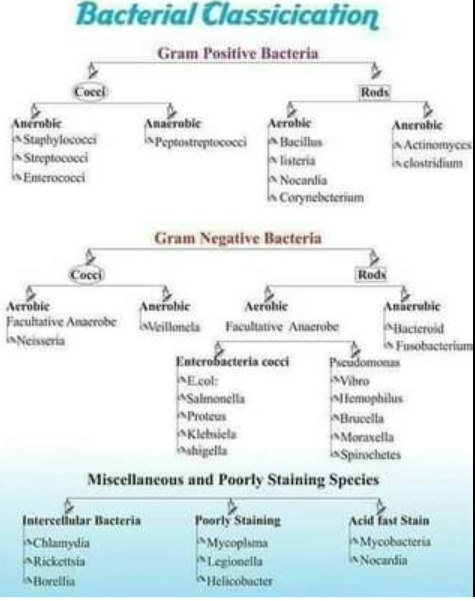 Bacterial Classicication
Gram Positive Bacteria
Cocci Rods
Anerobic Anaerobic Aerobic Anerobic
Staphylococci Peptostreptococci Bacillus Actinomyces
Streptococci listeria clostridium
Enterococci Nocardia
Corynebcterium
Gram Negative Bacteria
Cocci Rods
Aerobic Anerobic Aerobic Anaerobic
Facultative Anaerobe Veillonela Facultative Anaerobe Bacteroid
Neisseria Fusobacterium
Enterobacteria cocci Pseudomonas
E.col: Vibro
Salmonella Hemophilus
Proteus Brucella
Klebsiela Moraxella
shigella Spirochetes
Miscellaneous and Poorly Staining Species
Intercellular Bacteria Poorly Staining Acid fast Stain
Chlamydia Mycoplsma Mycobacteria
Rickettsia Legionella Nocardia
Borellia Helicobacter